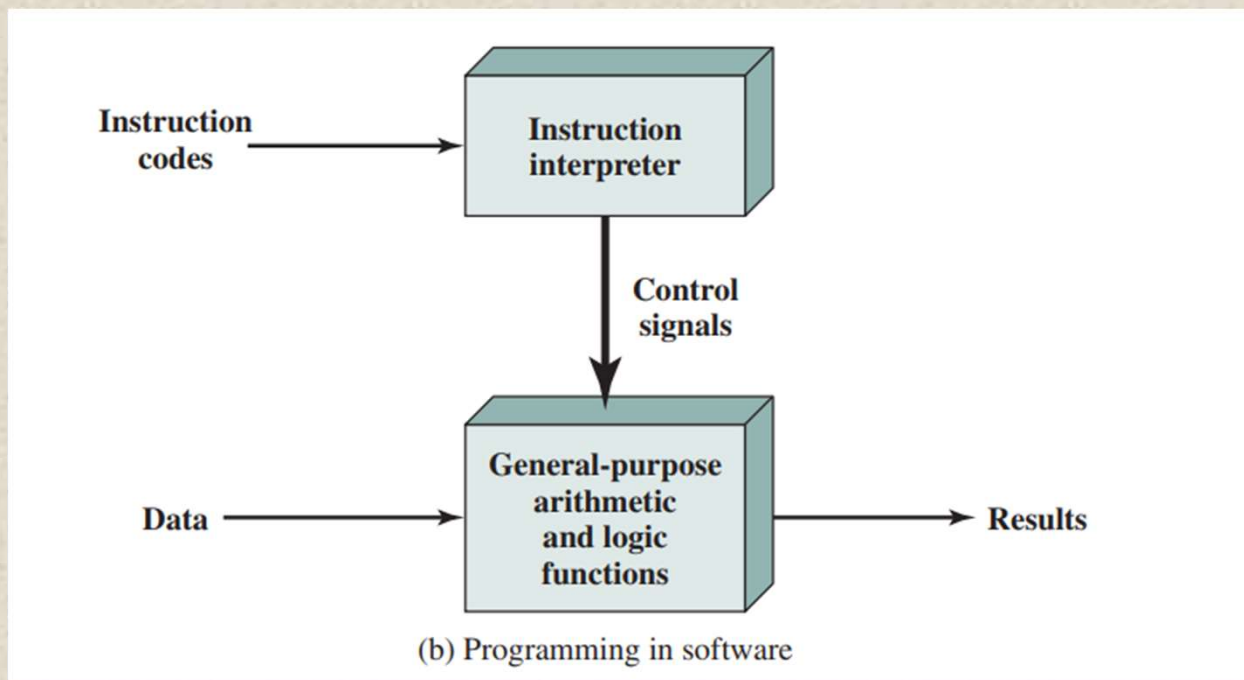 Instruction
codes
Instruction
interpreter
Control
signals
Data
General-purpose
arithmetic
and logic
functions
Results
(b) Programming in software